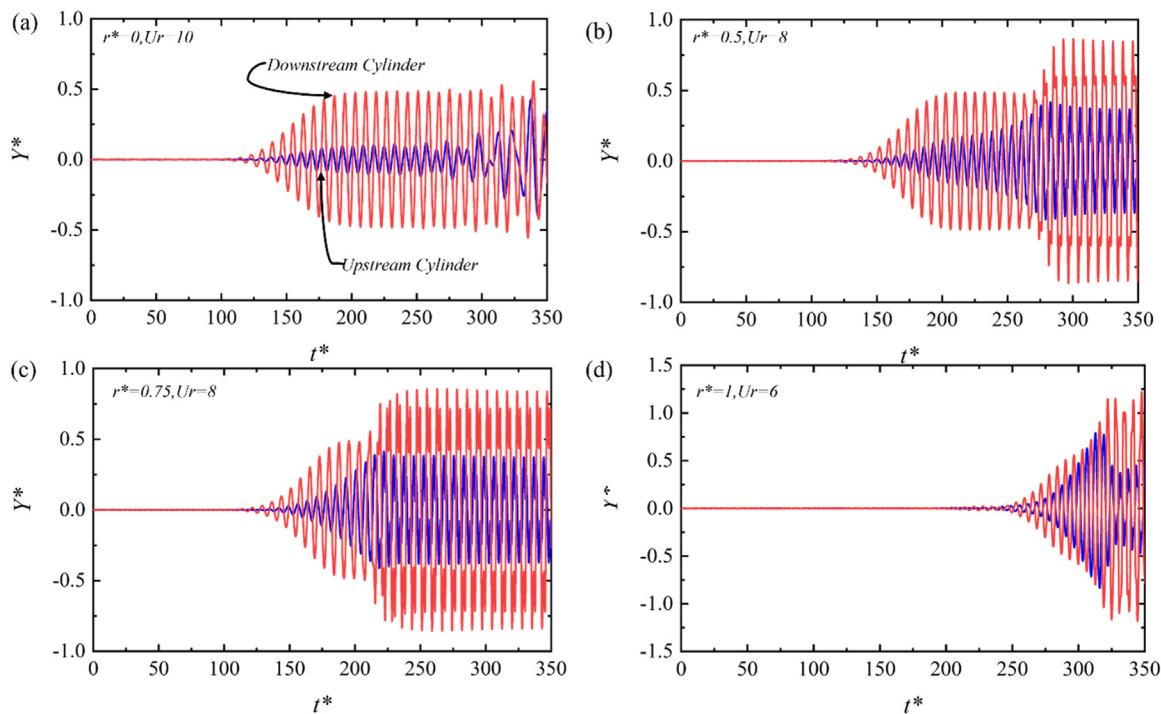 (a)
r*=0,Ur=10
Downstream Cylinder
Upstream Cylinder
Y*
1.0
0.5
0.0
-0.5
-1.0
0 50 100 150 200 250 300 350
t*
(b)
r*=0.5,Ur=8
Y*
1.0
0.5
0.0
-0.5
-1.0
0 50 100 150 200 250 300 350
t*
(c)
r*=0.75,Ur=8
Y*
1.0
0.5
0.0
-0.5
-1.0
0 50 100 150 200 250 300 350
t*
(d)
r*=1,Ur=6
Y*
1.5
1.0
0.5
0.0
-0.5
-1.0
-1.5
0 50 100 150 200 250 300 350
t*